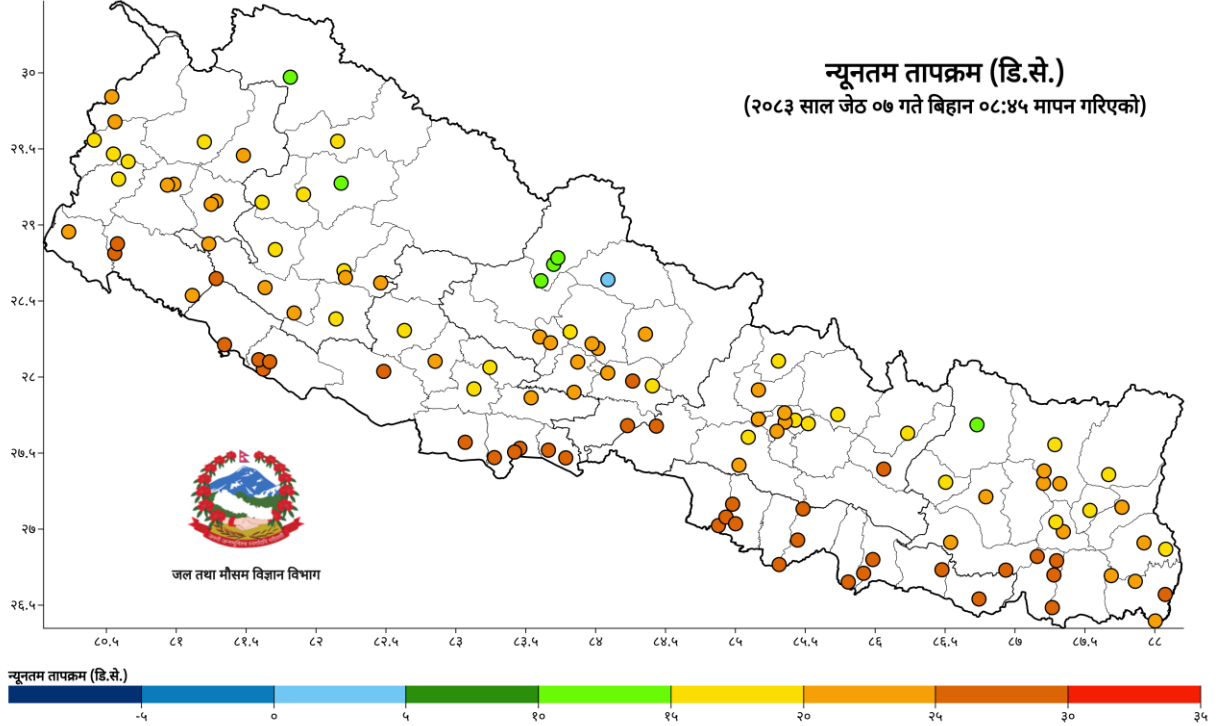 न्यूनतम तापक्रम (डि.से.)
(२०८३ साल जेठ ०७ गते बिहान ०८:४५ मापन गरिएको)
३०
२९.५
२९
२८.५
२८
२७.५
२७
२६.५
जल तथा मौसम विज्ञान विभाग
८०.५ ८१ ८१.५ ८२ ८२.५ ८३ ८३.५ ८४ ८४.५ ८५ ८५.५ ८६ ८६.५ ८७ ८७.५ ८८
न्यूनतम तापक्रम (डि.से.)
-५ ० ५ १० १५ २० २५ ३० ३५